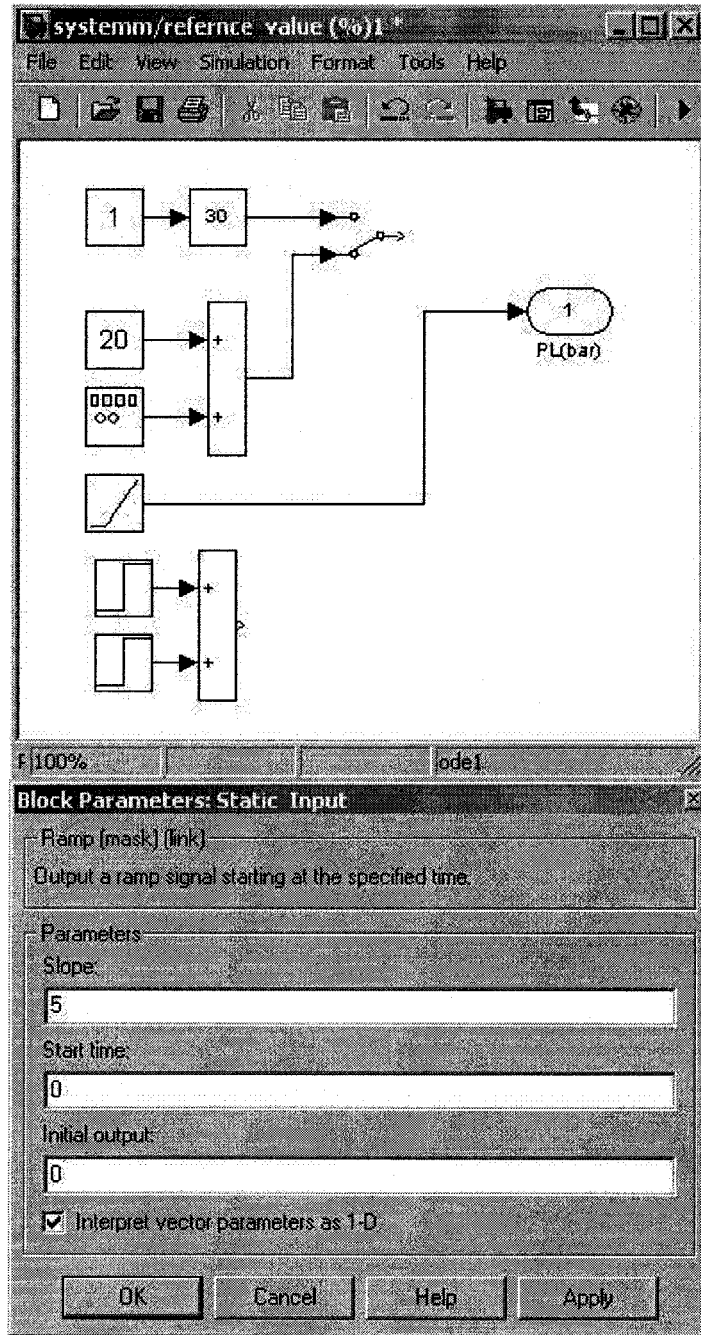 systemm/refernce value (%)1 *
File Edit View Simulation Format Tools Help
1
30
20
+
+
1
PL(bar)
+
+
F 100%
ode1
Block Parameters: Static Input
Ramp (mask) (link)
Output a ramp signal starting at the specified time.
Parameters
Slope:
5
Start time:
0
Initial output:
0
Interpret vector parameters as 1-D
OK Cancel Help Apply